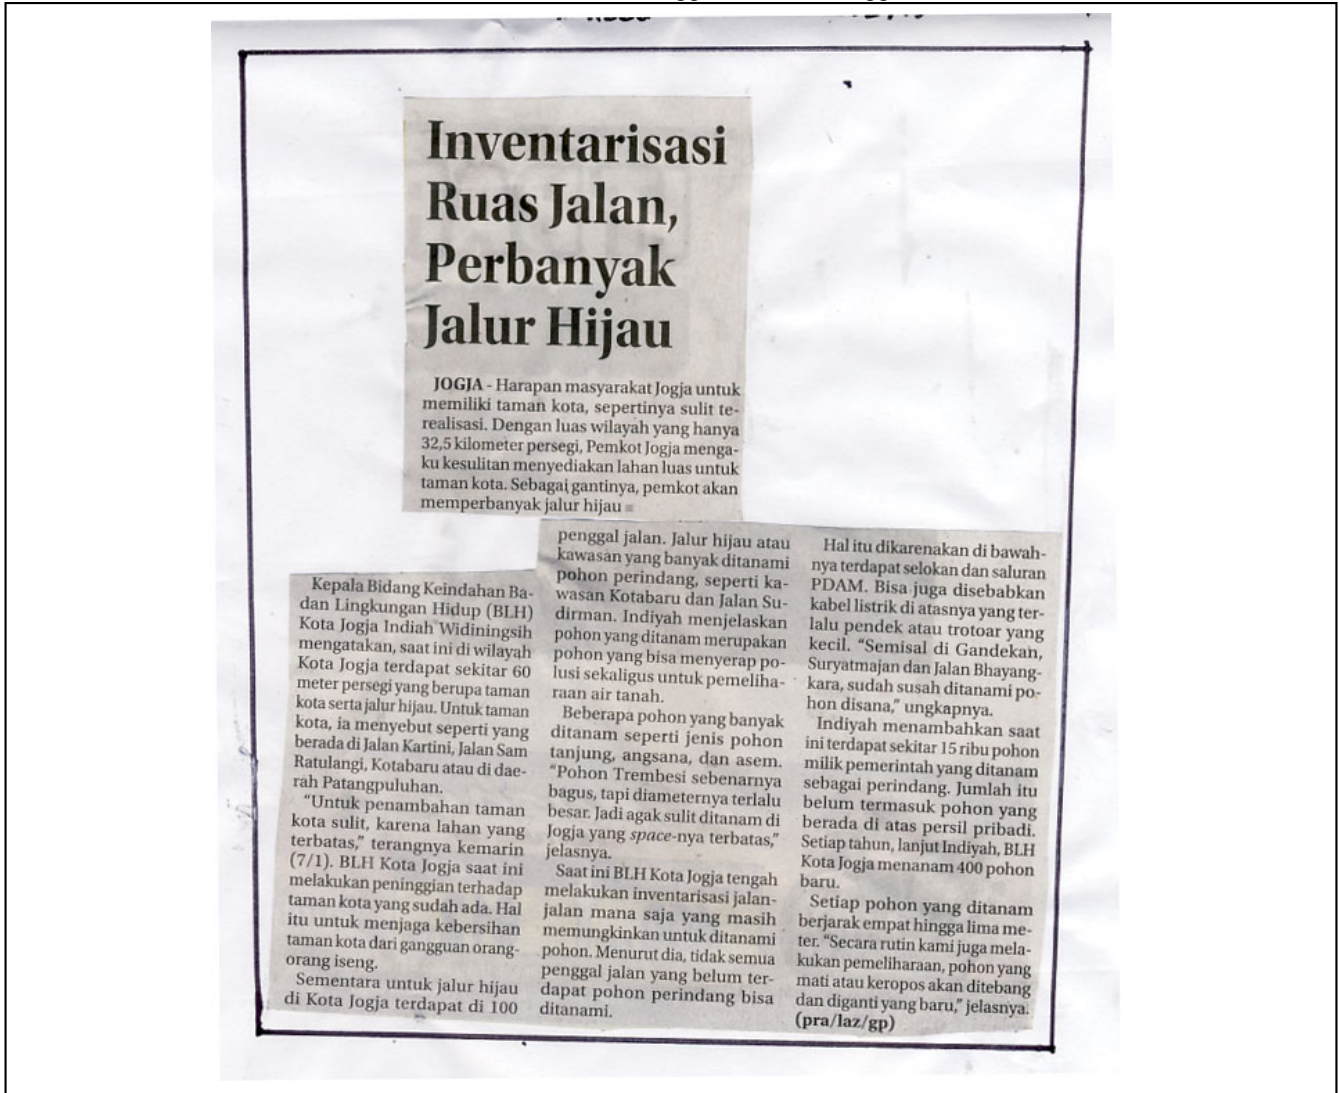 Inventarisasi
Ruas Jalan,
Perbanyak
Jalur Hijau
JOGJA - Harapan masyarakat Jogja untuk
memiliki taman kota, sepertinya sulit te-
realisasi. Dengan luas wilayah yang hanya
32,5 kilometer persegi, Pemkot Jogja menga-
ku kesulitan menyediakan lahan luas untuk
taman kota. Sebagai gantinya, pemkot akan
memperbanyak jalur hijau
Kepala Bidang Keindahan Ba-
dan Lingkungan Hidup (BLH)
Kota Jogja Indiah Widiningsih
mengatakan, saat ini di wilayah
Kota Jogja terdapat sekitar 60
meter persegi yang berupa taman
kota serta jalur hijau. Untuk taman
kota, ia menyebut seperti yang
berada di Jalan Kartini, Jalan Sam
Ratulangi, Kotabaru atau di dae-
rah Patangpuluhan.
"Untuk penambahan taman
kota sulit, karena lahan yang
terbatas," terangnya kemarin
(7/1). BLH Kota Jogja saat ini
melakukan peninggian terhadap
taman kota yang sudah ada. Hal
itu untuk menjaga kebersihan
taman kota dari gangguan orang-
orang iseng.
Sementara untuk jalur hijau
di Kota Jogja terdapat di 100
penggal jalan. Jalur hijau atau
kawasan yang banyak ditanami
pohon perindang, seperti ka-
wasan Kotabaru dan Jalan Su-
dirman. Indiyah menjelaskan
pohon yang ditanam merupakan
pohon yang bisa menyerap po-
lusi sekaligus untuk pemeliha-
raan air tanah.
Beberapa pohon yang banyak
ditanam seperti jenis pohon
tanjung, angsana, dan asem.
"Pohon Trembesi sebenarnya
bagus, tapi diameternya terlalu
besar. Jadi agak sulit ditanam di
Jogja yang space-nya terbatas,"
jelasnya.
Saat ini BLH Kota Jogja tengah
melakukan inventarisasi jalan-
jalan mana saja yang masih
memungkinkan untuk ditanami
pohon. Menurut dia, tidak semua
penggal jalan yang belum ter-
dapat pohon perindang bisa
ditanami.
Hal itu dikarenakan di bawah-
nya terdapat selokan dan saluran
PDAM. Bisa juga disebabkan
kabel listrik di atasnya yang ter-
lalu pendek atau trotoar yang
kecil. "Semisal di Gandekan,
Suryatmajan dan Jalan Bhayang-
kara, sudah susah ditanami po-
hon disana," ungkapnya.
Indiyah menambahkan saat
ini terdapat sekitar 15 ribu pohon
milik pemerintah yang ditanam
sebagai perindang. Jumlah itu
belum termasuk pohon yang
berada di atas persil pribadi.
Setiap tahun, lanjut Indiyah, BLH
Kota Jogja menanam 400 pohon
baru.
Setiap pohon yang ditanam
berjarak empat hingga lima me-
ter. "Secara rutin kami juga mela-
kukan pemeliharaan, pohon yang
mati atau keropos akan ditebang
dan diganti yang baru," jelasnya.
(pra/laz/gp)